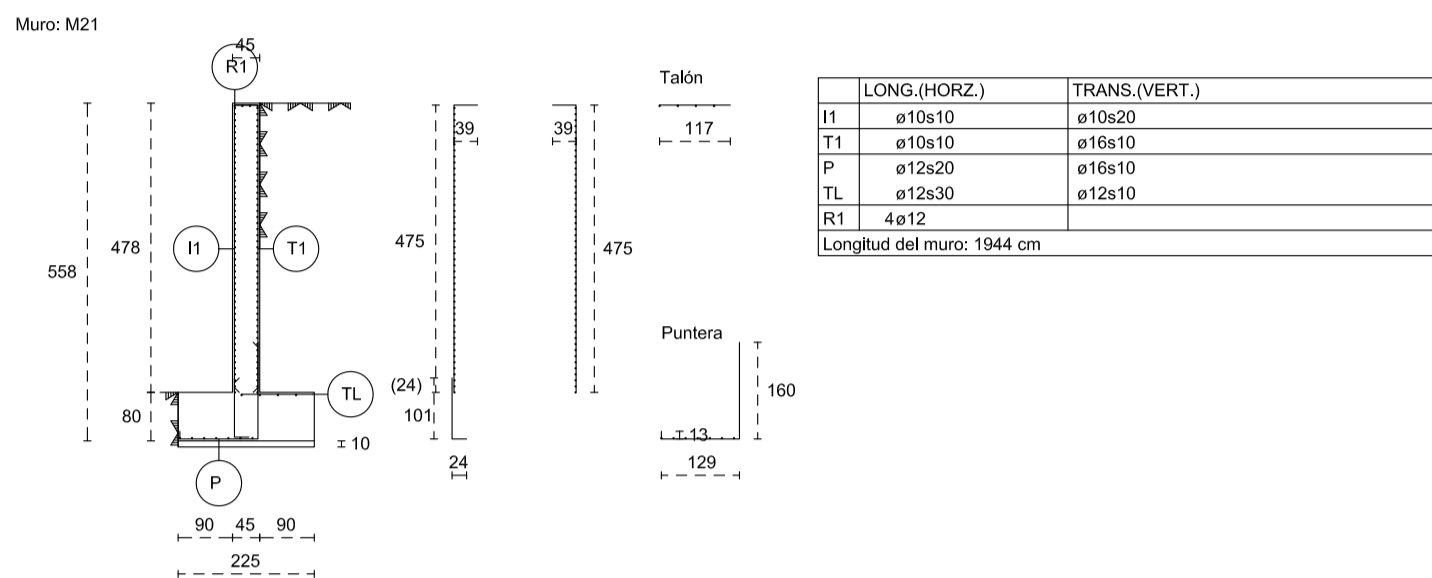 Muro: M21
45
R1
Talón
39
39
117
LONG.(HORZ.) TRANS.(VERT.)
I1 ø10s10 ø10s20
T1 ø10s10 ø16s10
P ø12s20 ø16s10
TL ø12s30 ø12s10
R1 4ø12
Longitud del muro: 1944 cm
558
478
I1
T1
475
475
Puntera
80
TL
(24)
101
160
10
13
24
129
P
90 45 90
225